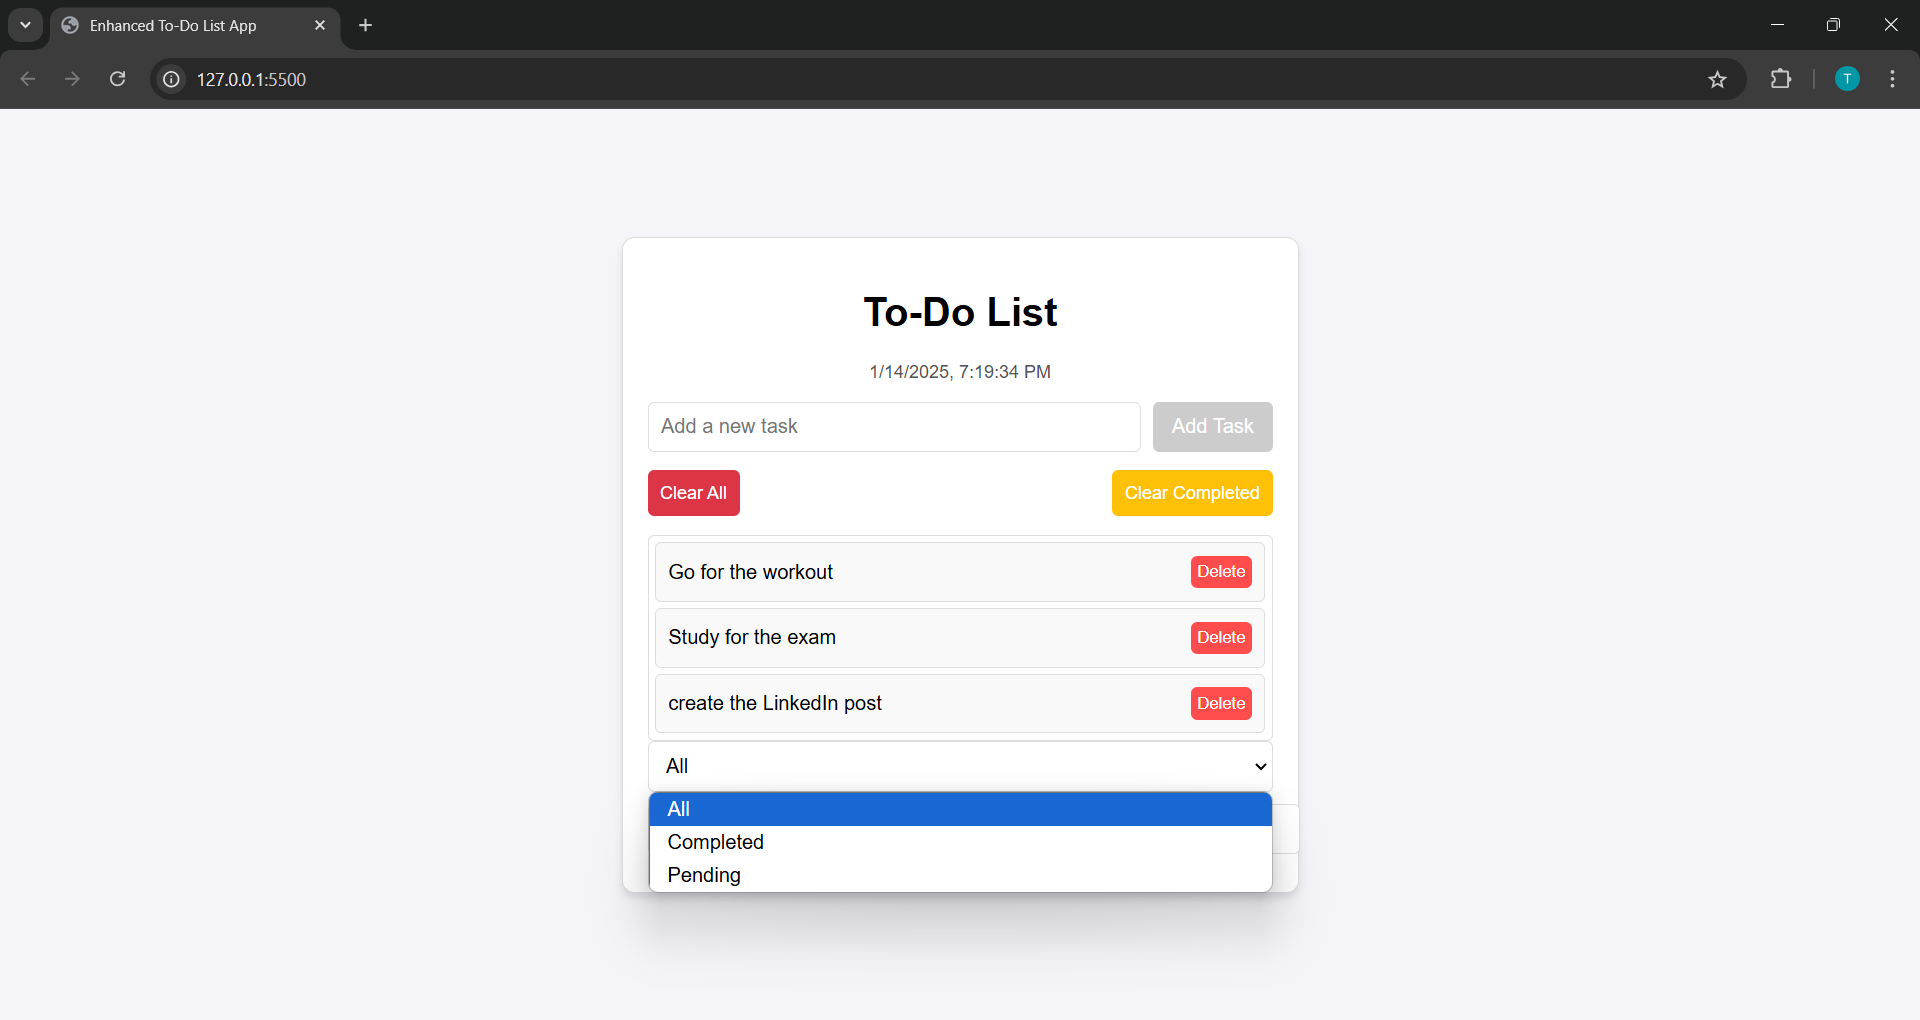 Enhanced To-Do List App
127.0.0.1:5500
T
To-Do List
1/14/2025, 7:19:34 PM
Add a new task Add Task
Clear All Clear Completed
Go for the workout Delete
Study for the exam Delete
create the LinkedIn post Delete
All
All
Completed
Pending